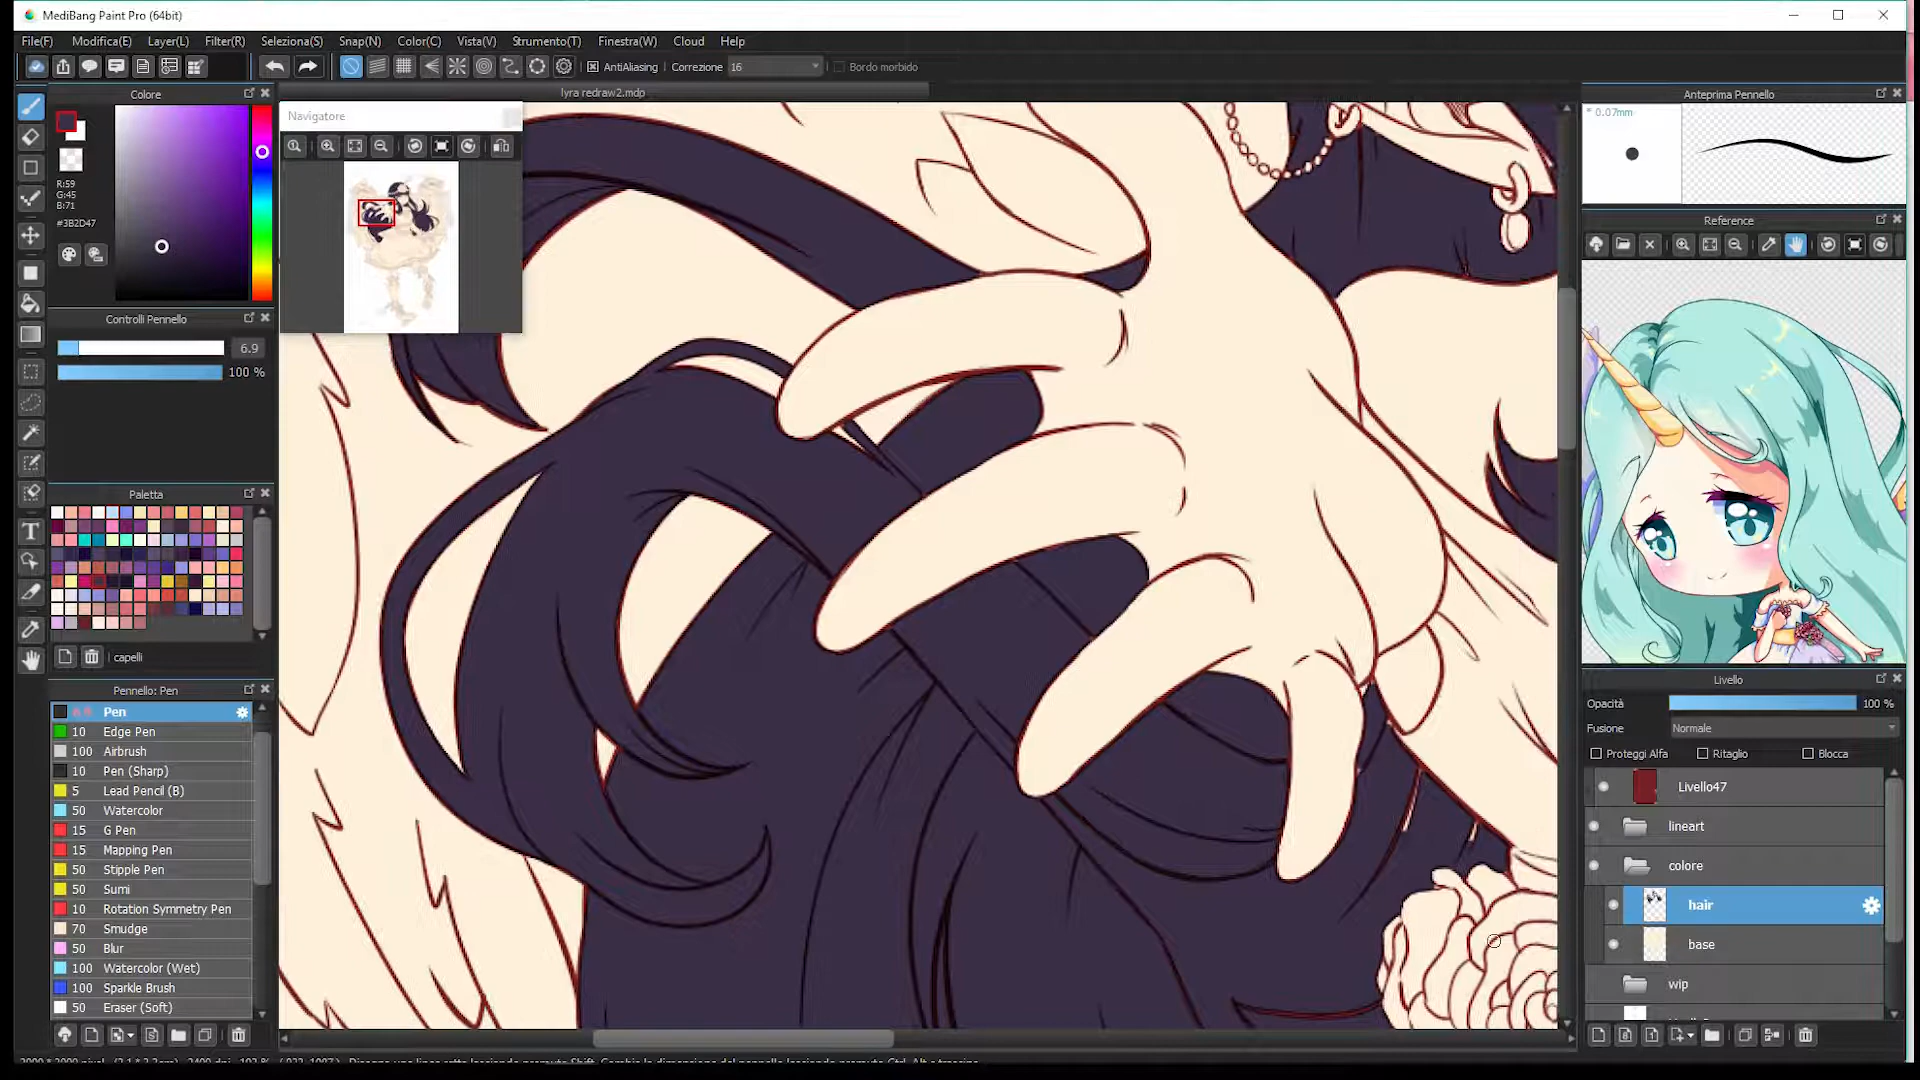 MediBang Paint Pro (64bit)
File(F) Modifica(E) Layer(L) Filter(R) Seleziona(S) Snap(N) Color(C) Vista(V) Strumento(T) Finestra(W) Cloud Help
AntiAliasing Correzione 16 Bordo morbido
Colore
lyra redraw2.mdp
Anteprima Pennello
* 0.07mm
Navigatore
R:59
G:45
B:71
#3B2D47
Reference
Controlli Pennello
6.9
100 %
Paletta
capelli
Pennello: Pen
Pen
10 Edge Pen
100 Airbrush
10 Pen (Sharp)
5 Lead Pencil (B)
50 Watercolor
15 G Pen
15 Mapping Pen
50 Stipple Pen
50 Sumi
10 Rotation Symmetry Pen
70 Smudge
50 Blur
100 Watercolor (Wet)
100 Sparkle Brush
50 Eraser (Soft)
Livello
Opacità 100 %
Fusione Normale
Proteggi Alfa Ritaglio Blocca
Livello47
lineart
colore
hair
base
wip